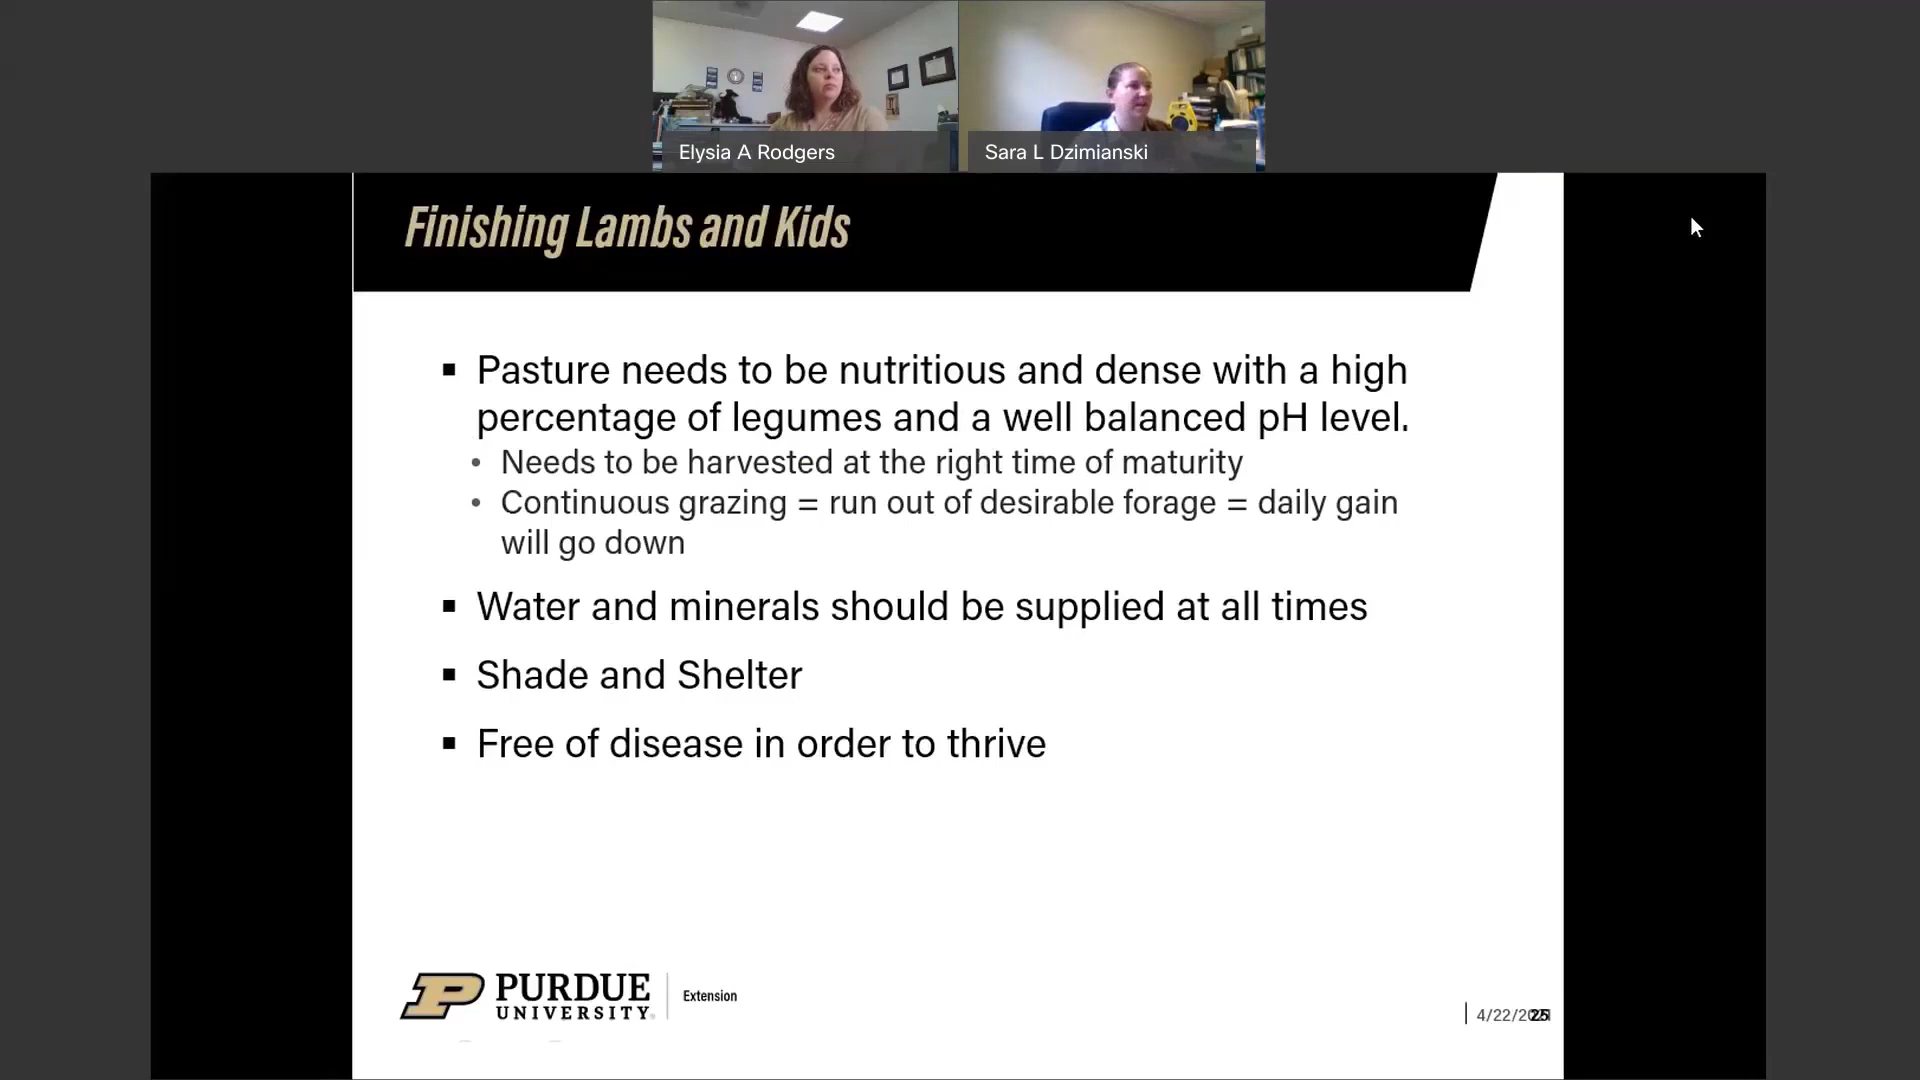 Elysia A Rodgers
Sara L Dzimianski
Finishing Lambs and Kids
▪ Pasture needs to be nutritious and dense with a high
percentage of legumes and a well balanced pH level.
• Needs to be harvested at the right time of maturity
• Continuous grazing = run out of desirable forage = daily gain
will go down
▪ Water and minerals should be supplied at all times
▪ Shade and Shelter
▪ Free of disease in order to thrive
P PURDUE
UNIVERSITY
Extension
25